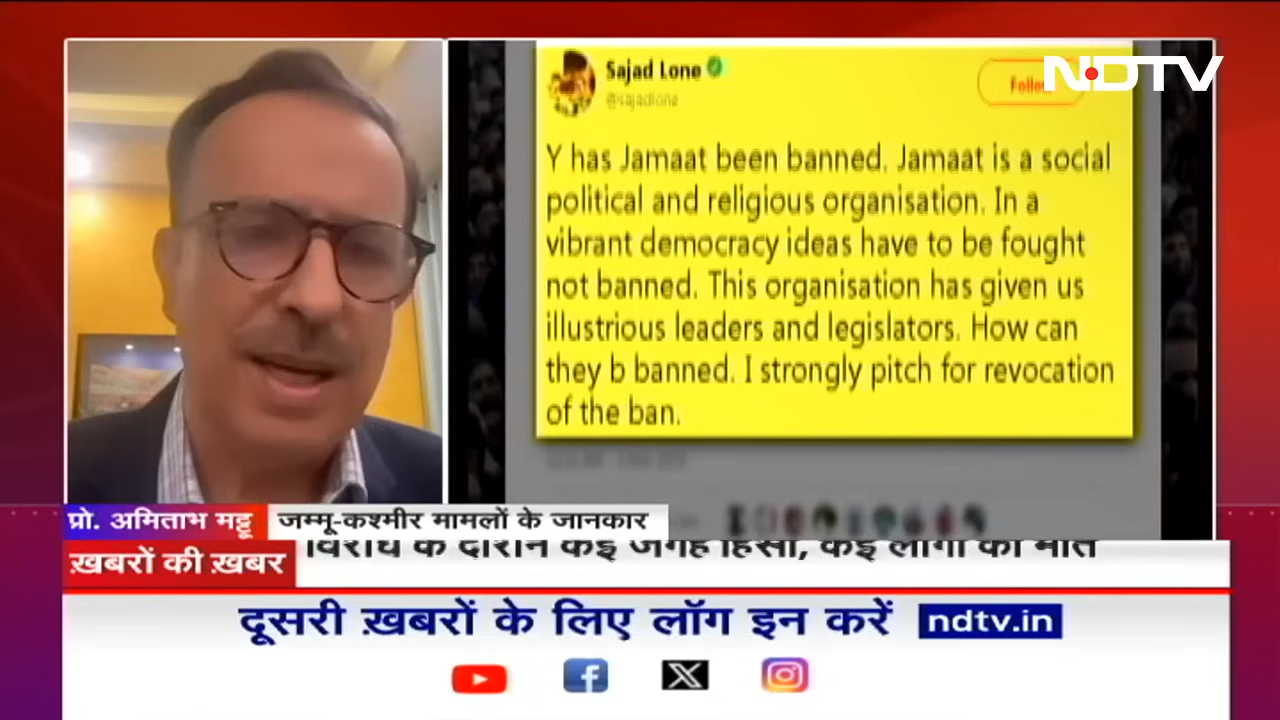 NDTV
Sajad Lone
@sajadlone
Y has Jamaat been banned. Jamaat is a social
political and religious organisation. In a
vibrant democracy ideas have to be fought
not banned. This organisation has given us
illustrious leaders and legislators. How can
they b banned. I strongly pitch for revocation
of the ban.
प्रो. अमिताभ मट्टू
जम्मू-कश्मीर मामलों के जानकार
ख़बरों की ख़बर
विरोध के दौरान कई जगह हिंसा, कई लोगों की मौत
दूसरी ख़बरों के लिए लॉग इन करें
ndtv.in